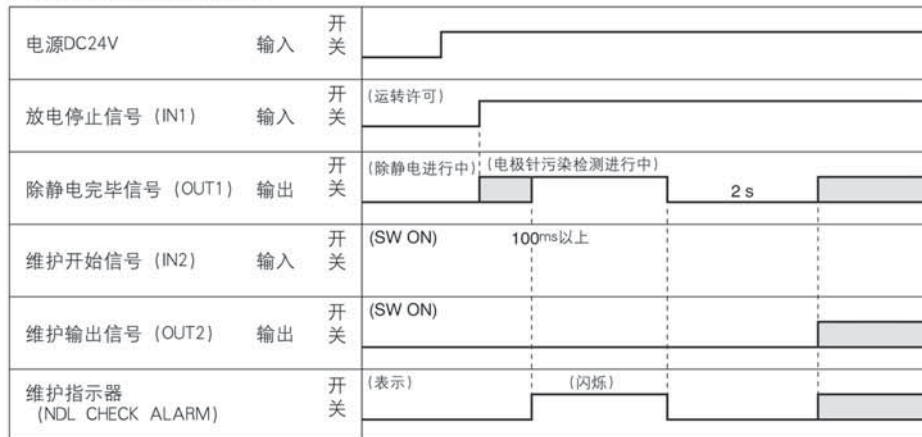 电源DC24V 输入 开 关
放电停止信号 (IN1) 输入 开 关 (运转许可)
除静电完毕信号 (OUT1) 输出 开 关 (除静电进行中) (电极针污染检测进行中) 2 s
维护开始信号 (IN2) 输入 开 关 (SW ON) 100ms以上
维护输出信号 (OUT2) 输出 开 关 (SW ON)
维护指示器 开 关 (表示) (闪烁)
(NDL CHECK ALARM)